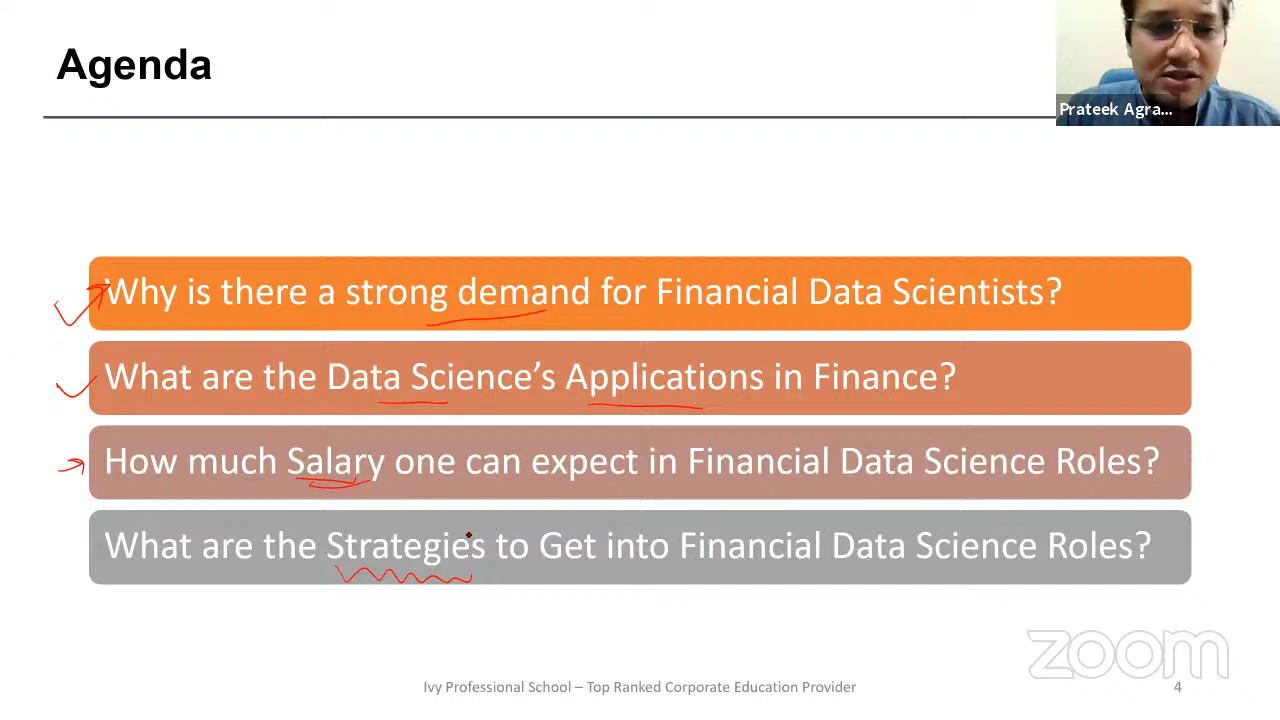 Agenda
Prateek Agra...
Why is there a strong demand for Financial Data Scientists?
What are the Data Science’s Applications in Finance?
How much Salary one can expect in Financial Data Science Roles?
What are the Strategies to Get into Financial Data Science Roles?
zoom
Ivy Professional School – Top Ranked Corporate Education Provider
4